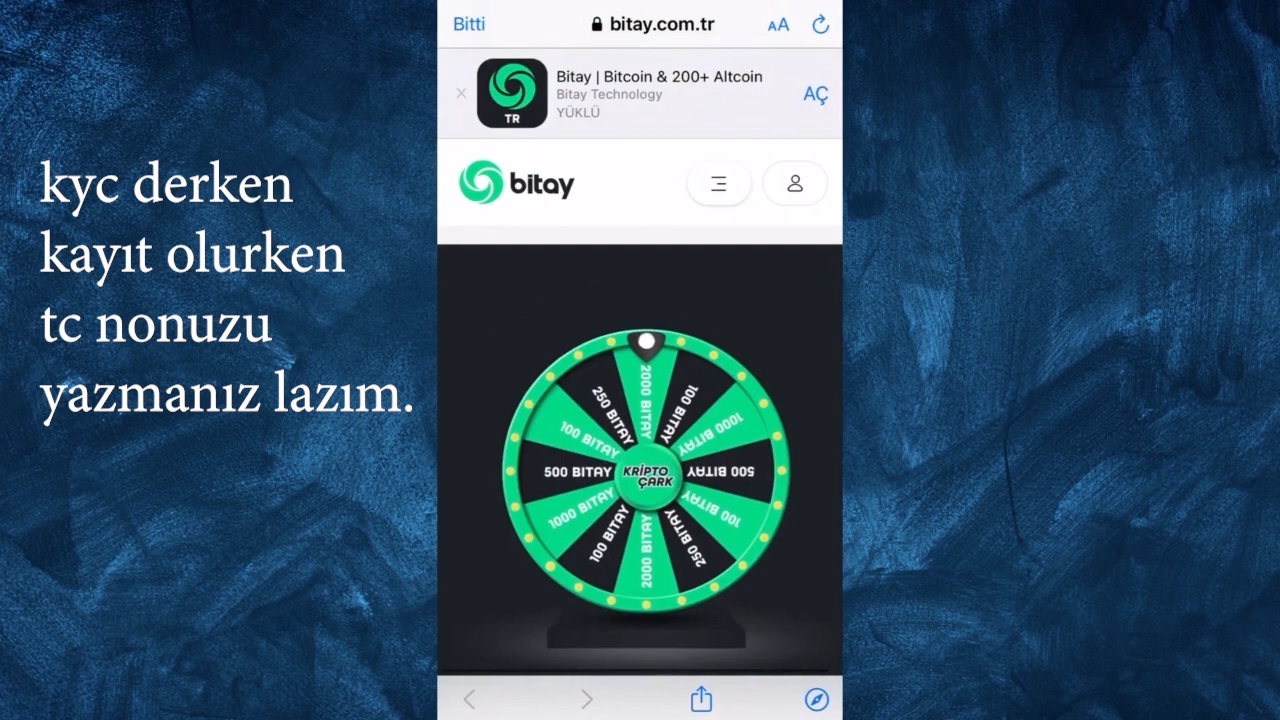 kyc derken
kayıt olurken
tc nonuzu
yazmanız lazım.
Bitti
bitay.com.tr
AA
Bitay | Bitcoin & 200+ Altcoin
Bitay Technology
YÜKLÜ
AÇ
TR
bitay
2000 BITAY
100 BITAY
1000 BITAY
500 BITAY
100 BITAY
250 BITAY
2000 BITAY
100 BITAY
1000 BITAY
500 BITAY
100 BITAY
250 BITAY
KRİPTO
ÇARK